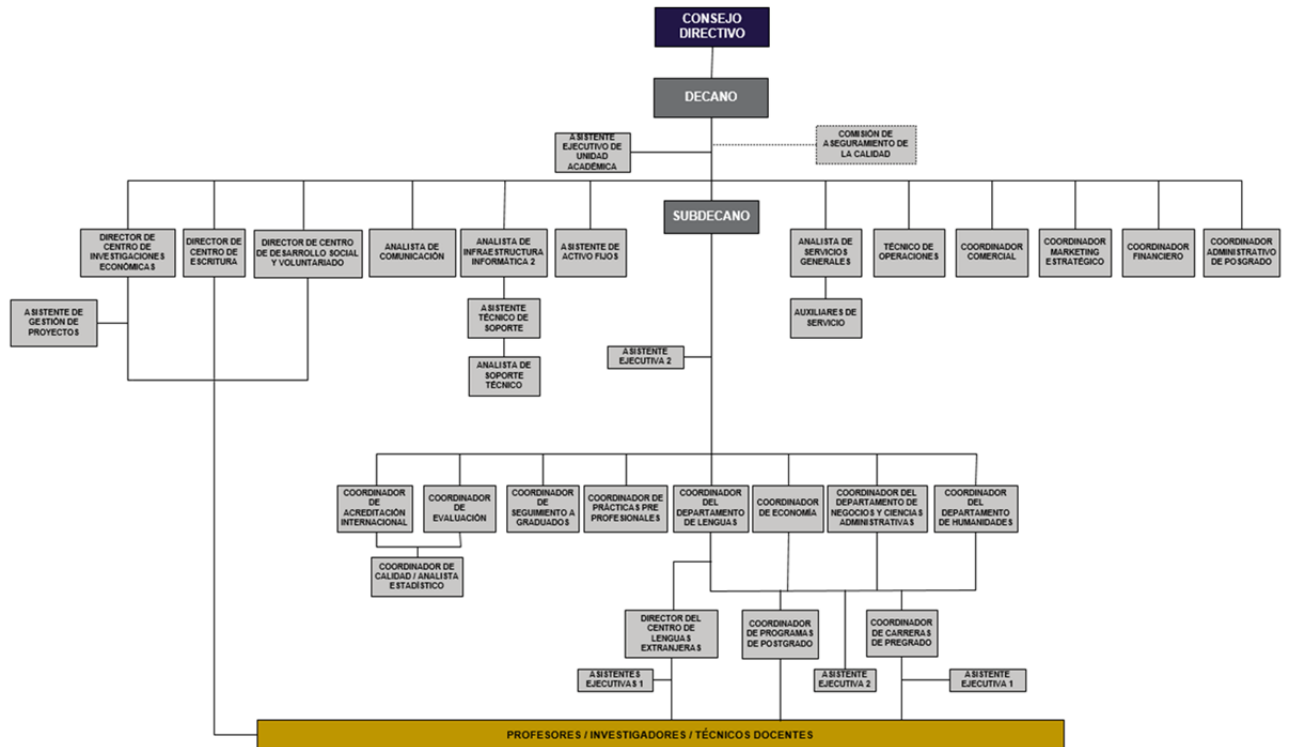 CONSEJO
DIRECTIVO
DECANO
ASISTENTE
EJECUTIVO DE
UNIDAD
ACADÉMICA
COMISIÓN DE
ASEGURAMIENTO DE
LA CALIDAD
SUBDECANO
DIRECTOR DE
CENTRO DE
INVESTIGACIONES
ECONÓMICAS
DIRECTOR DE
CENTRO DE
ESCRITURA
DIRECTOR DE CENTRO
DE DESARROLLO SOCIAL
Y VOLUNTARIADO
ANALISTA DE
COMUNICACIÓN
ANALISTA DE
INFRAESTRUCTURA
INFORMÁTICA 2
ASISTENTE DE
ACTIVO FIJOS
ANALISTA DE
SERVICIOS
GENERALES
TÉCNICO DE
OPERACIONES
COORDINADOR
COMERCIAL
COORDINADOR
MARKETING
ESTRATÉGICO
COORDINADOR
FINANCIERO
COORDINADOR
ADMINISTRATIVO
DE POSGRADO
ASISTENTE DE
GESTIÓN DE
PROYECTOS
ASISTENTE
TÉCNICO DE
SOPORTE
AUXILIARES DE
SERVICIO
ANALISTA DE
SOPORTE
TÉCNICO
ASISTENTE
EJECUTIVA 2
COORDINADOR
DE
ACREDITACIÓN
INTERNACIONAL
COORDINADOR
DE
EVALUACIÓN
COORDINADOR
DE
SEGUIMIENTO A
GRADUADOS
COORDINADOR DE
PRÁCTICAS PRE
PROFESIONALES
COORDINADOR
DEL
DEPARTAMENTO
DE LENGUAS
COORDINADOR
DE ECONOMÍA
COORDINADOR DEL
DEPARTAMENTO DE
NEGOCIOS Y CIENCIAS
ADMINISTRATIVAS
COORDINADOR
DEL
DEPARTAMENTO
DE HUMANIDADES
COORDINADOR DE
CALIDAD / ANALISTA
ESTADÍSTICO
DIRECTOR DEL
CENTRO DE
LENGUAS
EXTRANJERAS
COORDINADOR
DE PROGRAMAS
DE POSTGRADO
COORDINADOR
DE CARRERAS DE
PREGRADO
ASISTENTES
EJECUTIVAS 1
ASISTENTE
EJECUTIVA 2
ASISTENTE
EJECUTIVA 1
PROFESORES / INVESTIGADORES / TÉCNICOS DOCENTES